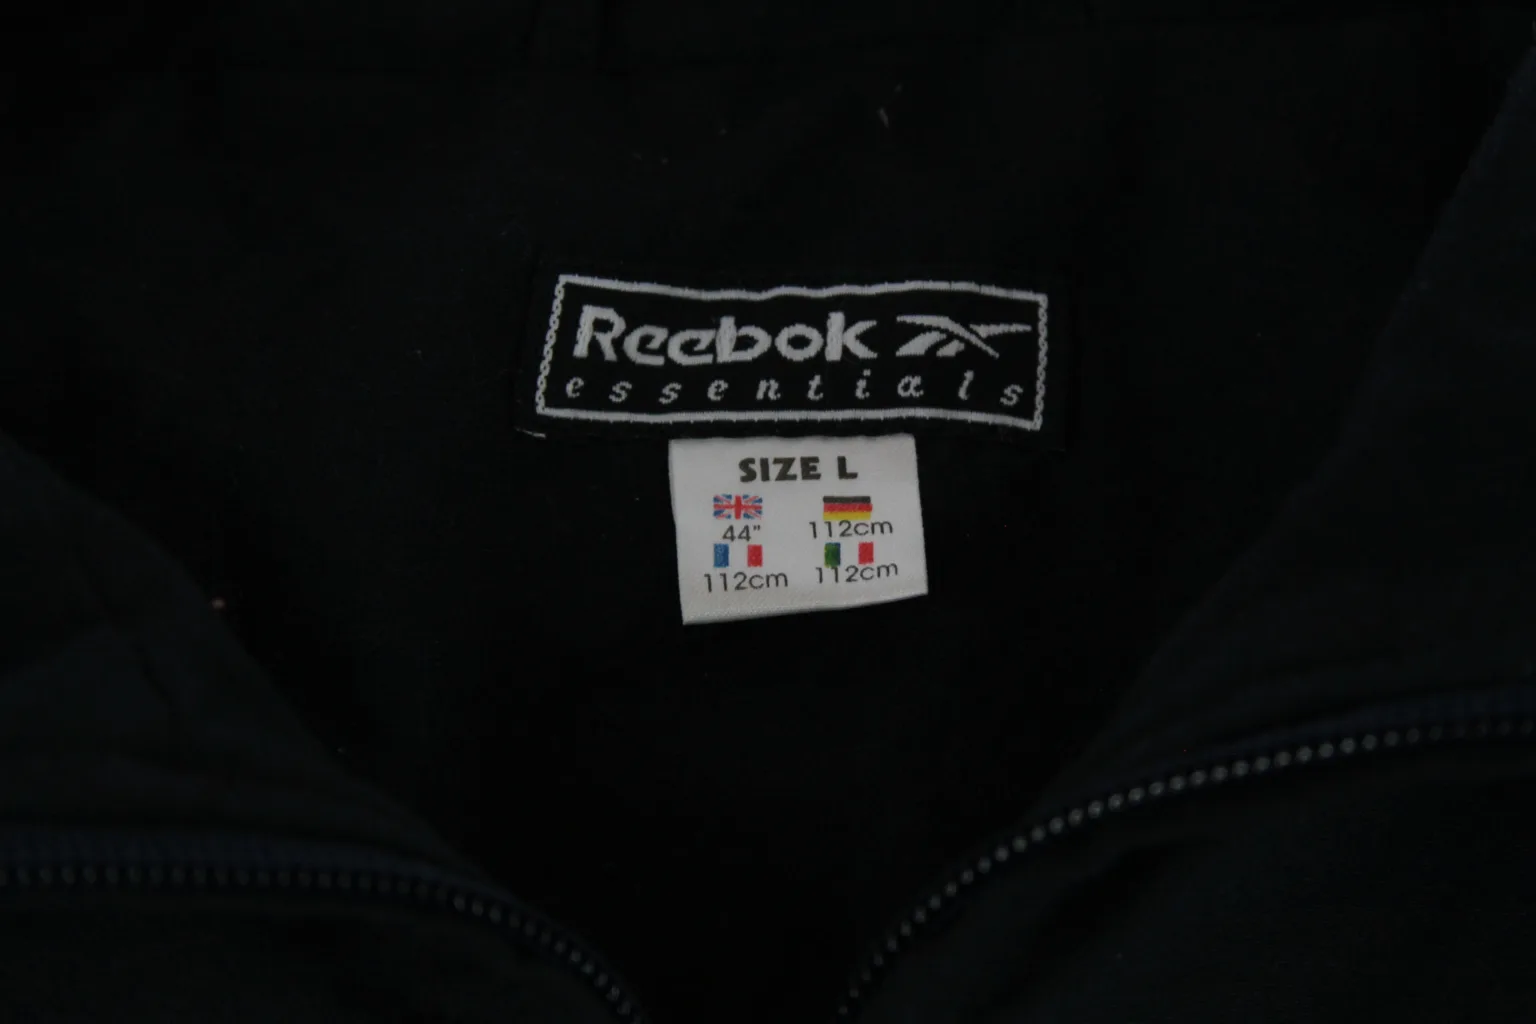 Reebok
essentials
SIZE L
44" 112cm
112cm 112cm